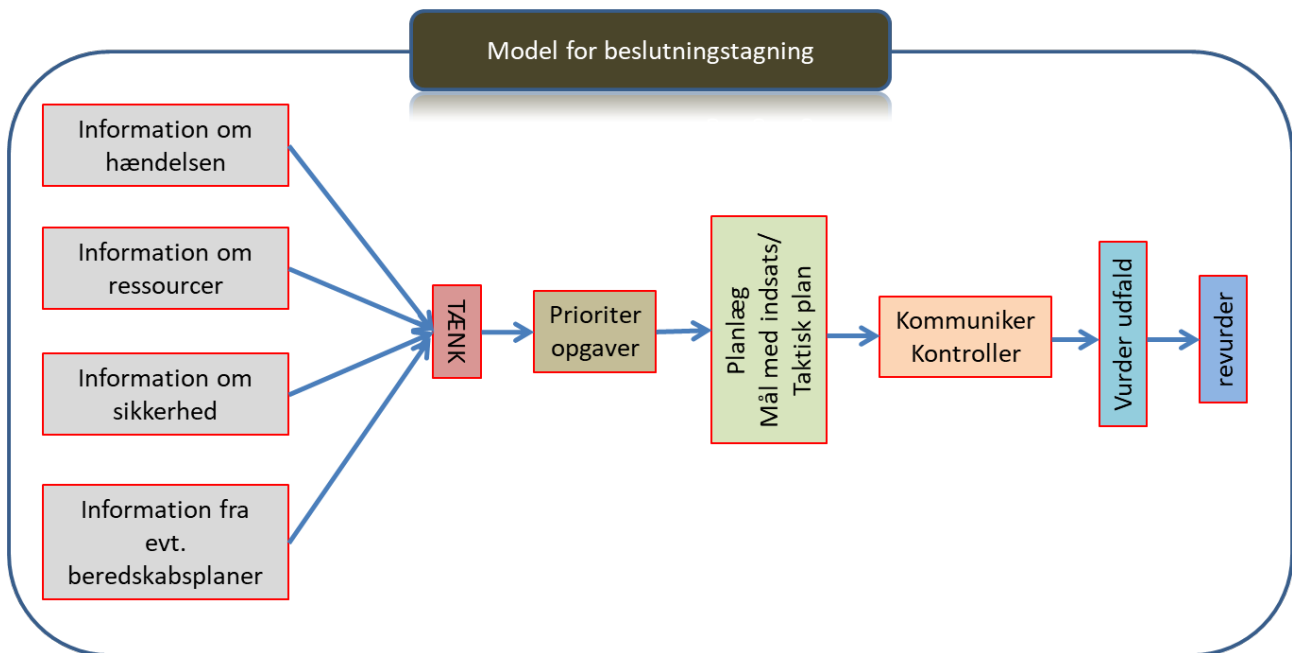 Model for beslutningstagning
Information om
hændelsen
Information om
ressourcer
Information om
sikkerhed
Information fra
evt.
beredskabsplaner
TÆNK
Prioriter
opgaver
Planlæg
Mål med indsats/
Taktisk plan
Kommuniker
Kontroller
Vurder udfald
revurder